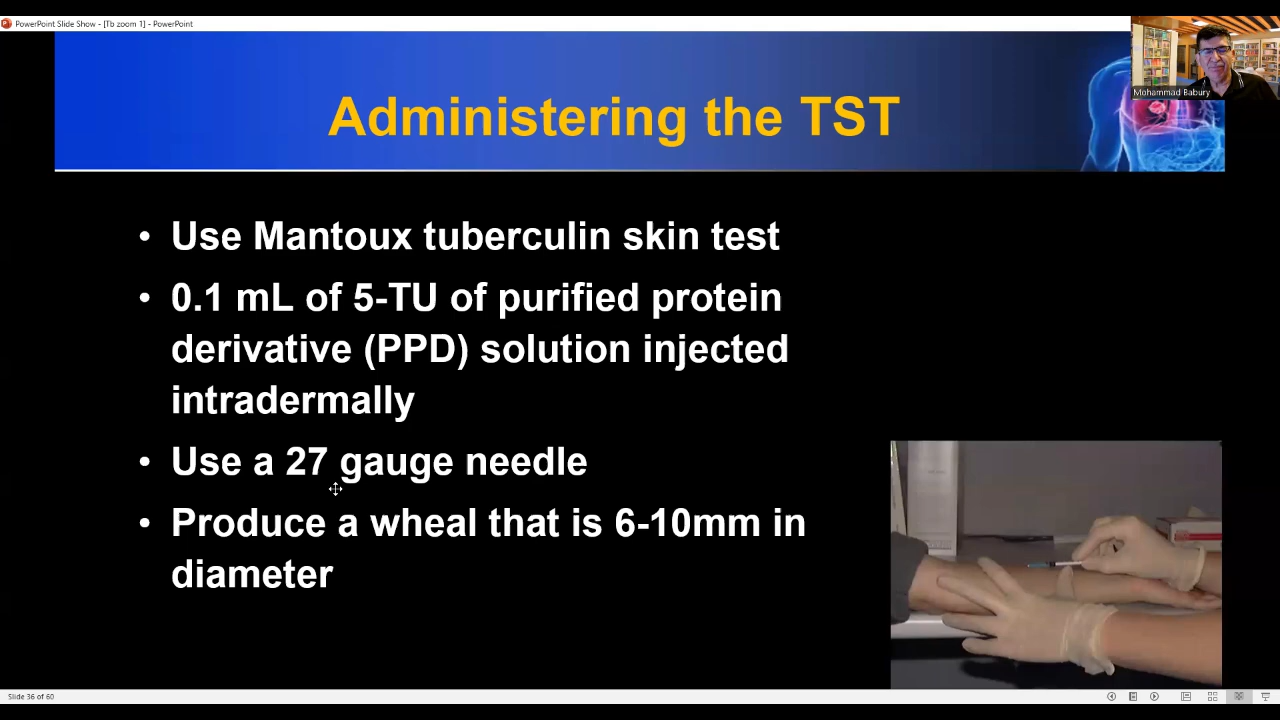 PowerPoint Slide Show - [Tb zoom 1] - PowerPoint
Mohammad Babury
Administering the TST
• Use Mantoux tuberculin skin test
• 0.1 mL of 5-TU of purified protein
derivative (PPD) solution injected
intradermally
• Use a 27 gauge needle
• Produce a wheal that is 6-10mm in
diameter
Slide 36 of 60